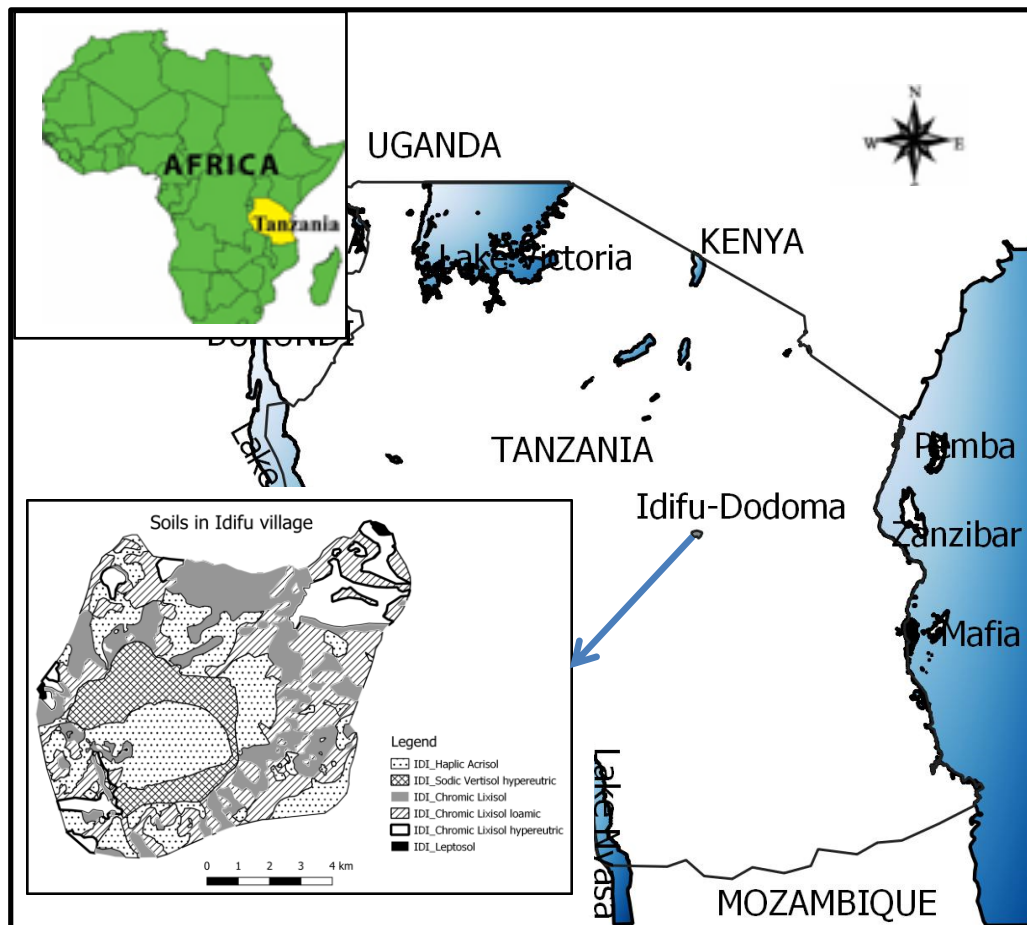 AFRICA
Tanzania
UGANDA
N
W
E
KENYA
Lake Victoria
TANZANIA
Lake
Pemba
Idifu-Dodoma
Zanzibar
Mafia
Soils in Idifu village
Legend
IDI_Haplic Acrisol
IDI_Sodic Vertisol hypereutric
IDI_Chromic Lixisol
IDI_Chromic Lixisol loamic
IDI_Chromic Lixisol hypereutric
IDI_Leptosol
0 1 2 3 4 km
Lake Nyasa
MOZAMBIQUE